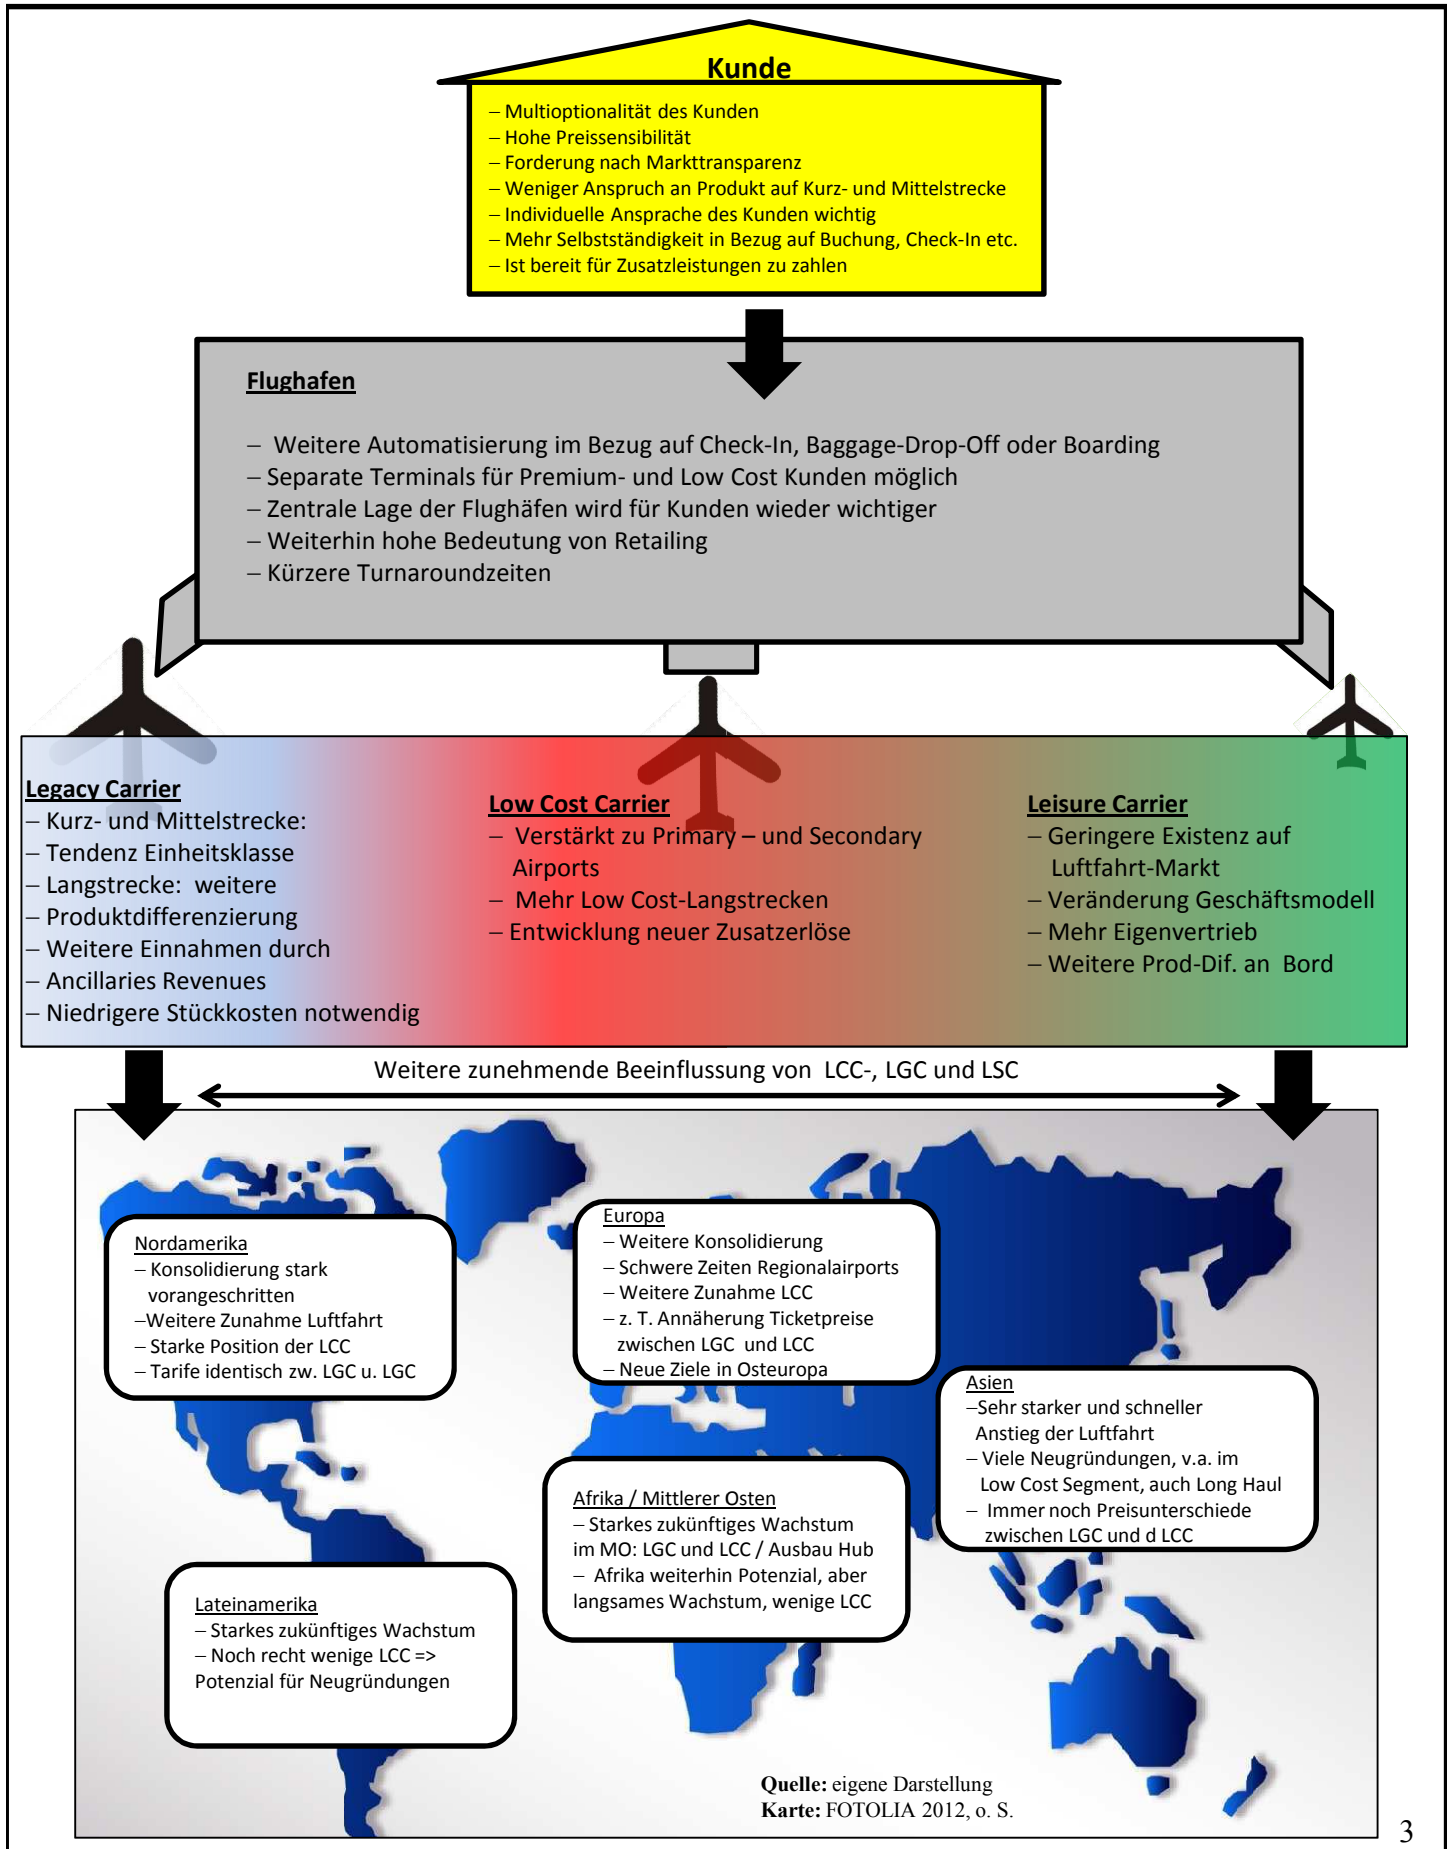 Kunde
– Multioptionalität des Kunden
– Hohe Preissensibilität
– Forderung nach Markttransparenz
– Weniger Anspruch an Produkt auf Kurz- und Mittelstrecke
– Individuelle Ansprache des Kunden wichtig
– Mehr Selbstständigkeit in Bezug auf Buchung, Check-In etc.
– Ist bereit für Zusatzleistungen zu zahlen
Flughafen
– Weitere Automatisierung im Bezug auf Check-In, Baggage-Drop-Off oder Boarding
– Separate Terminals für Premium- und Low Cost Kunden möglich
– Zentrale Lage der Flughäfen wird für Kunden wieder wichtiger
– Weiterhin hohe Bedeutung von Retailing
– Kürzere Turnaroundzeiten
Legacy Carrier
– Kurz- und Mittelstrecke:
– Tendenz Einheitsklasse
– Langstrecke: weitere
– Produktdifferenzierung
– Weitere Einnahmen durch
– Ancillaries Revenues
– Niedrigere Stückkosten notwendig
Low Cost Carrier
– Verstärkt zu Primary – und Secondary
Airports
– Mehr Low Cost-Langstrecken
– Entwicklung neuer Zusatzerlöse
Leisure Carrier
– Geringere Existenz auf
Luftfahrt-Markt
– Veränderung Geschäftsmodell
– Mehr Eigenvertrieb
– Weitere Prod-Dif. an Bord
Weitere zunehmende Beeinflussung von LCC-, LGC und LSC
Nordamerika
– Konsolidierung stark
vorangeschritten
–Weitere Zunahme Luftfahrt
– Starke Position der LCC
– Tarife identisch zw. LGC u. LGC
Europa
– Weitere Konsolidierung
– Schwere Zeiten Regionalairports
– Weitere Zunahme LCC
– z. T. Annäherung Ticketpreise
zwischen LGC und LCC
– Neue Ziele in Osteuropa
Asien
–Sehr starker und schneller
Anstieg der Luftfahrt
– Viele Neugründungen, v.a. im
Low Cost Segment, auch Long Haul
– Immer noch Preisunterschiede
zwischen LGC und d LCC
Afrika / Mittlerer Osten
– Starkes zukünftiges Wachstum
im MO: LGC und LCC / Ausbau Hub
– Afrika weiterhin Potenzial, aber
langsames Wachstum, wenige LCC
Lateinamerika
– Starkes zukünftiges Wachstum
– Noch recht wenige LCC =>
Potenzial für Neugründungen
Quelle: eigene Darstellung
Karte: FOTOLIA 2012, o. S.
3